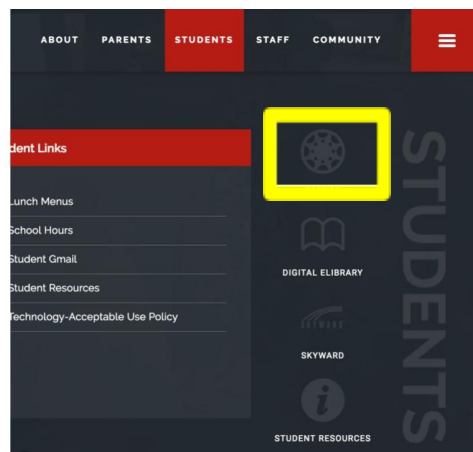 ABOUT PARENTS STUDENTS STAFF COMMUNITY
dent Links
Lunch Menus
School Hours
Student Gmail
Student Resources
Technology-Acceptable Use Policy
DIGITAL ELIBRARY
SKYWARD
SKYWARD
STUDENT RESOURCES
STUDENTS